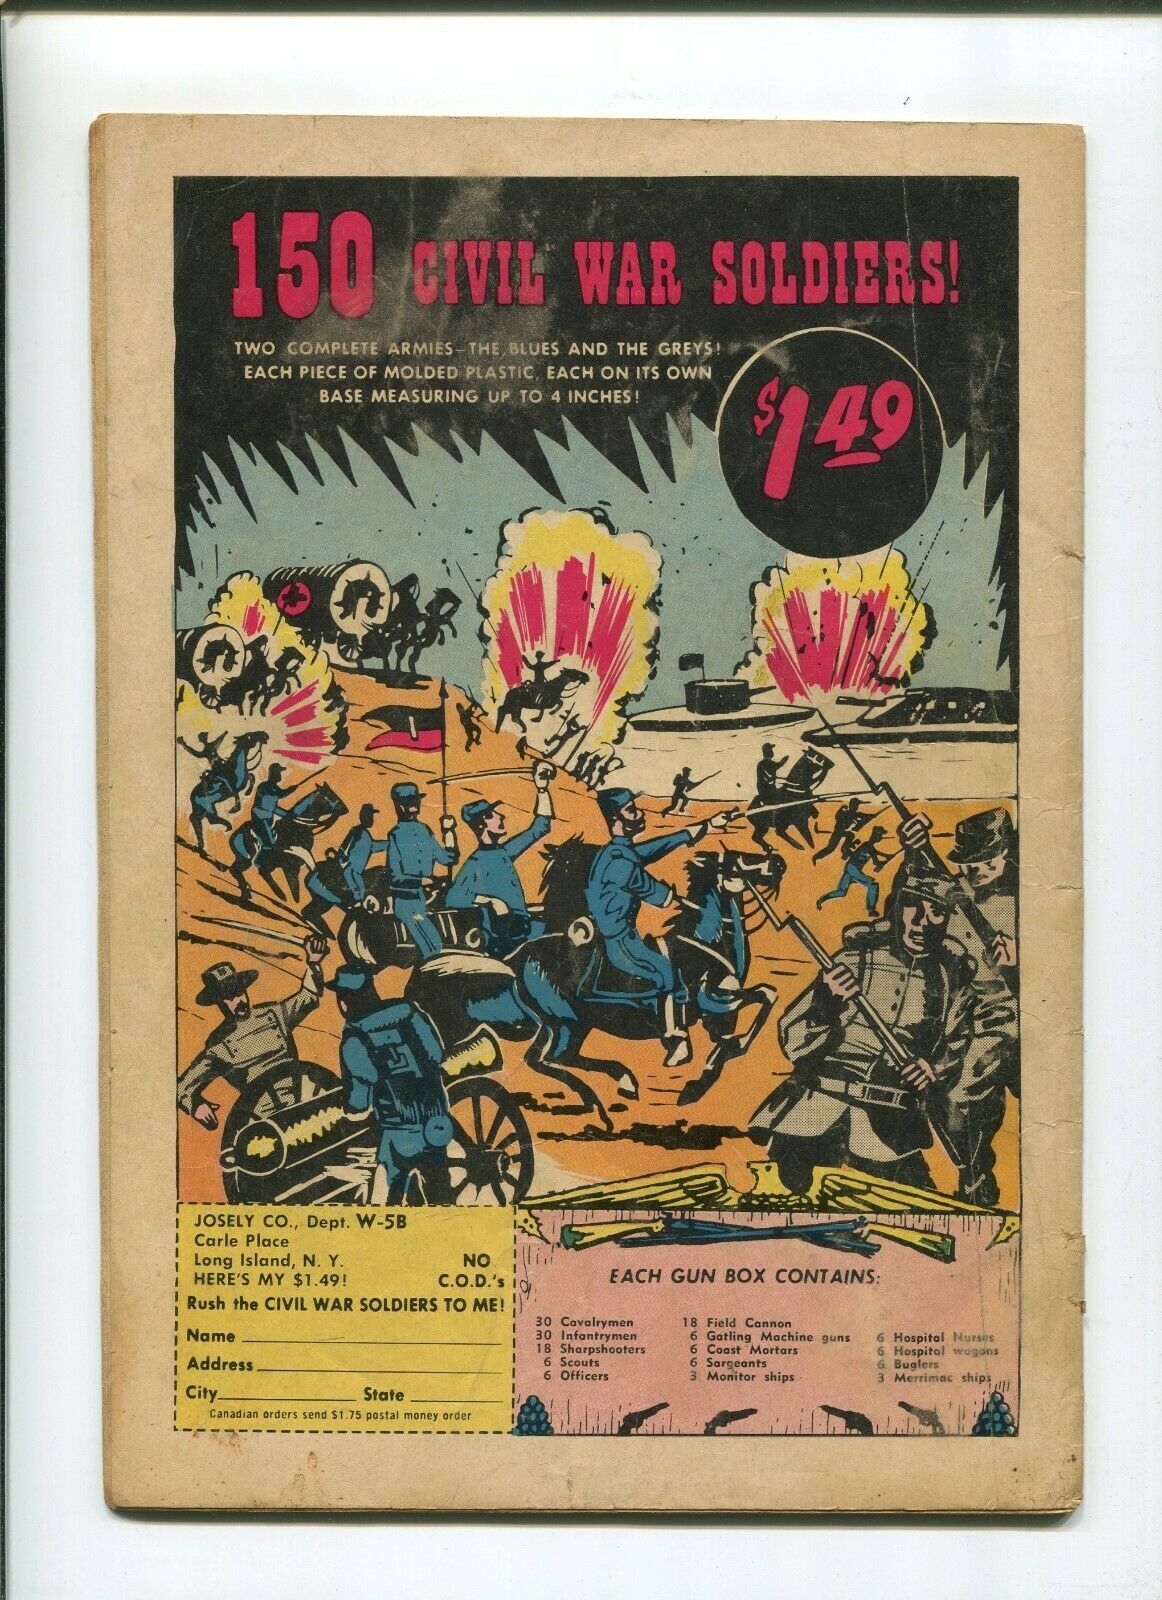 150 CIVIL WAR SOLDIERS!
TWO COMPLETE ARMIES—THE BLUES AND THE GREYS!
EACH PIECE OF MOLDED PLASTIC, EACH ON ITS OWN
BASE MEASURING UP TO 4 INCHES!
$1.49
JOSELY CO., Dept. W-5B
Carle Place
Long Island, N. Y. NO
HERE'S MY $1.49! C.O.D.'s
Rush the CIVIL WAR SOLDIERS TO ME!
Name
Address
City State
Canadian orders send $1.75 postal money order
EACH GUN BOX CONTAINS:
30 Cavalrymen
30 Infantrymen
18 Sharpshooters
6 Scouts
6 Officers
18 Field Cannon
6 Gatling Machine guns
6 Coast Mortars
6 Sargeants
3 Monitor ships
6 Hospital Nurses
6 Hospital wagons
6 Buglers
3 Merrimac ships